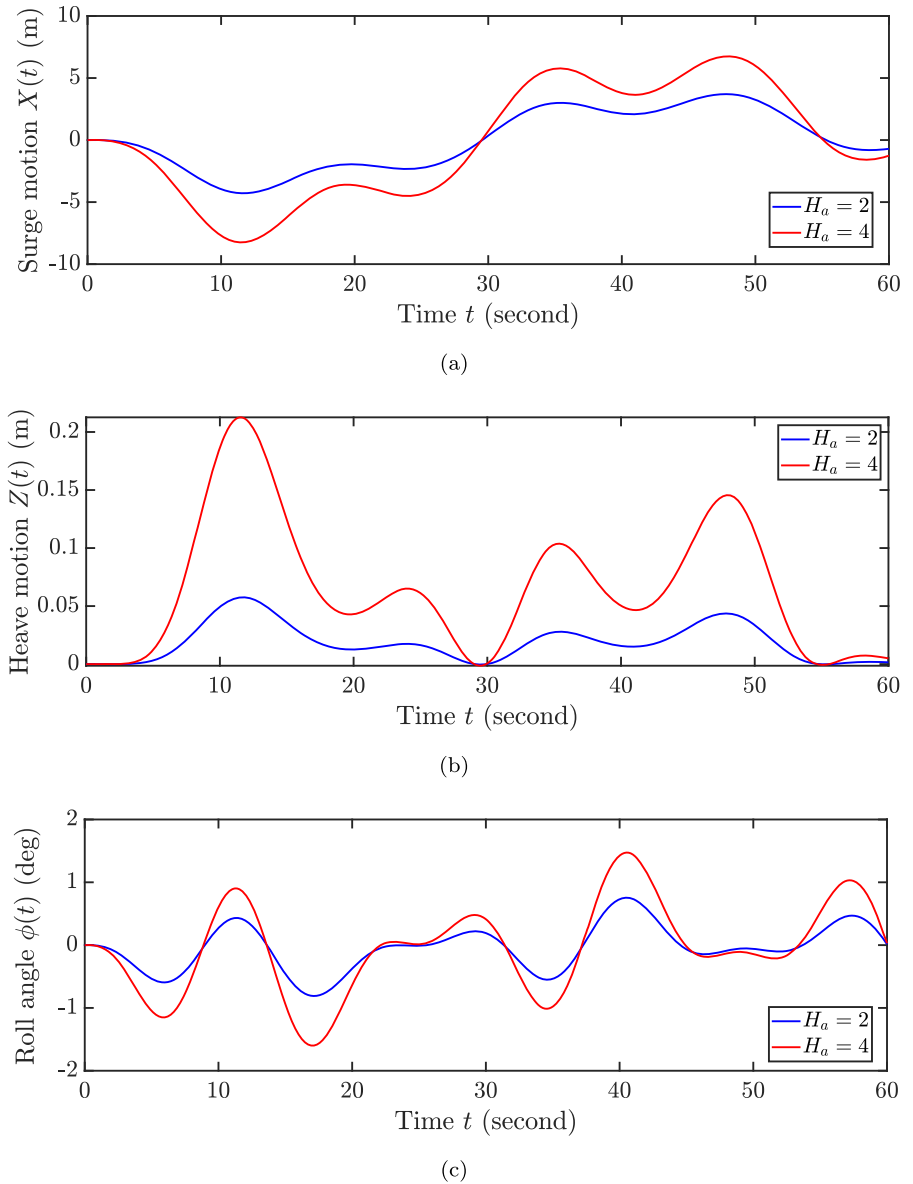 10
5
0
-5
-10
Surge motion X(t) (m)
H_a = 2
H_a = 4
0 10 20 30 40 50 60
Time t (second)
(a)
0.2
0.15
0.1
0.05
0
Heave motion Z(t) (m)
H_a = 2
H_a = 4
0 10 20 30 40 50 60
Time t (second)
(b)
2
1
0
-1
-2
Roll angle ϕ(t) (deg)
H_a = 2
H_a = 4
0 10 20 30 40 50 60
Time t (second)
(c)